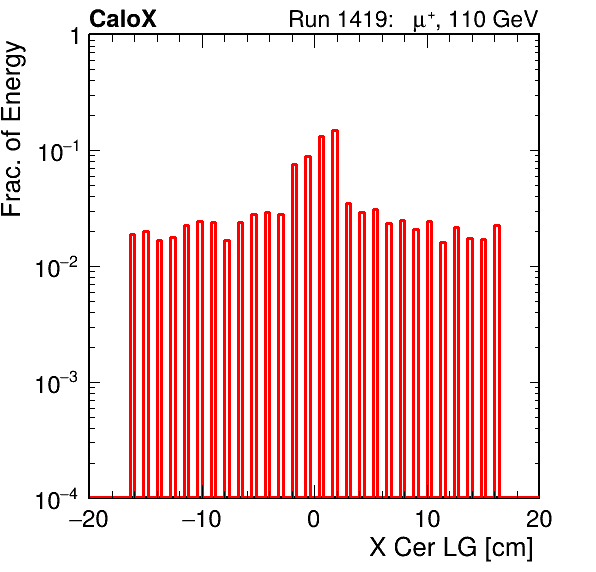 CaloX Run 1419: μ⁺, 110 GeV
Frac. of Energy
1
10⁻¹
10⁻²
10⁻³
10⁻⁴
−20 −10 0 10 20
X Cer LG [cm]